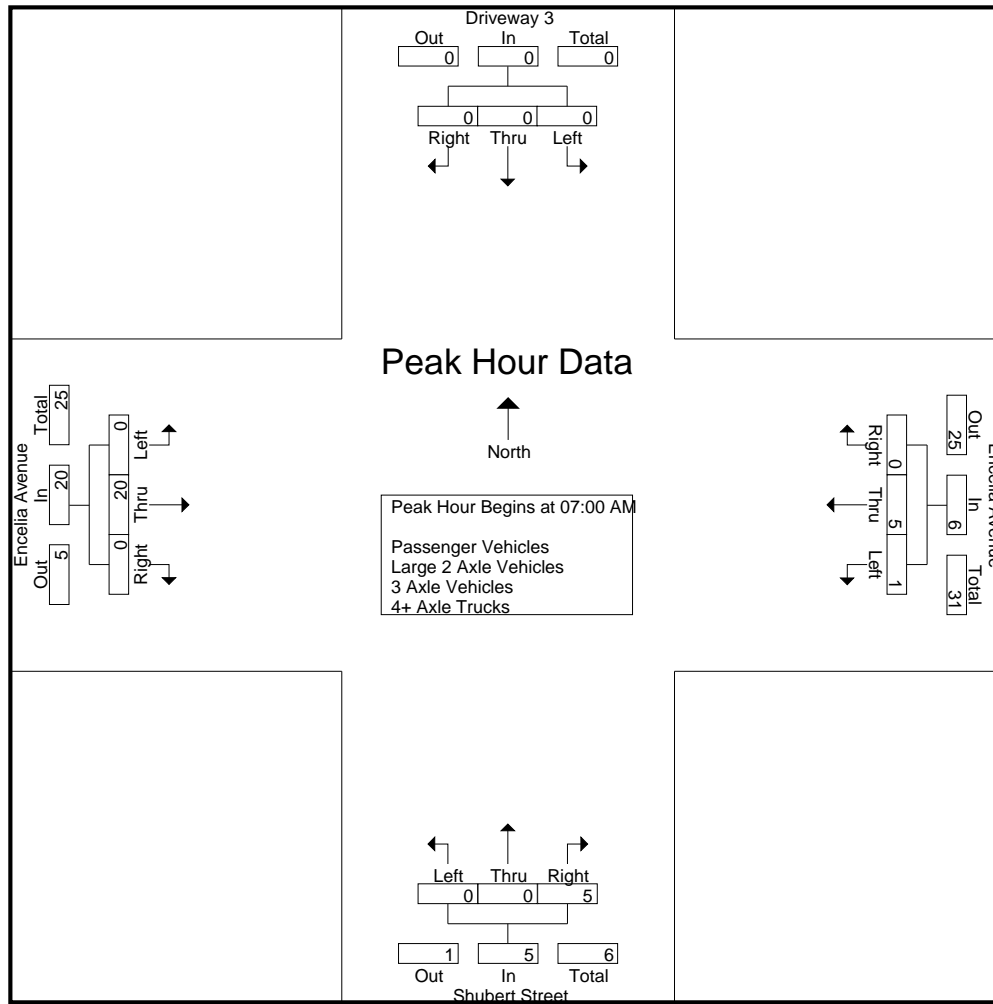 Driveway 3
Out In Total
0 0 0
0 0 0
Right Thru Left
Peak Hour Data
North
Peak Hour Begins at 07:00 AM
Passenger Vehicles
Large 2 Axle Vehicles
3 Axle Vehicles
4+ Axle Trucks
Encelia Avenue
Total In Out
25 20 5
0 20 0
Left Thru Right
Right Thru Left
0 5 1
25 6 31
Out In Total
Encelia Avenue
Left Thru Right
0 0 5
1 5 6
Out In Total
Shubert Street